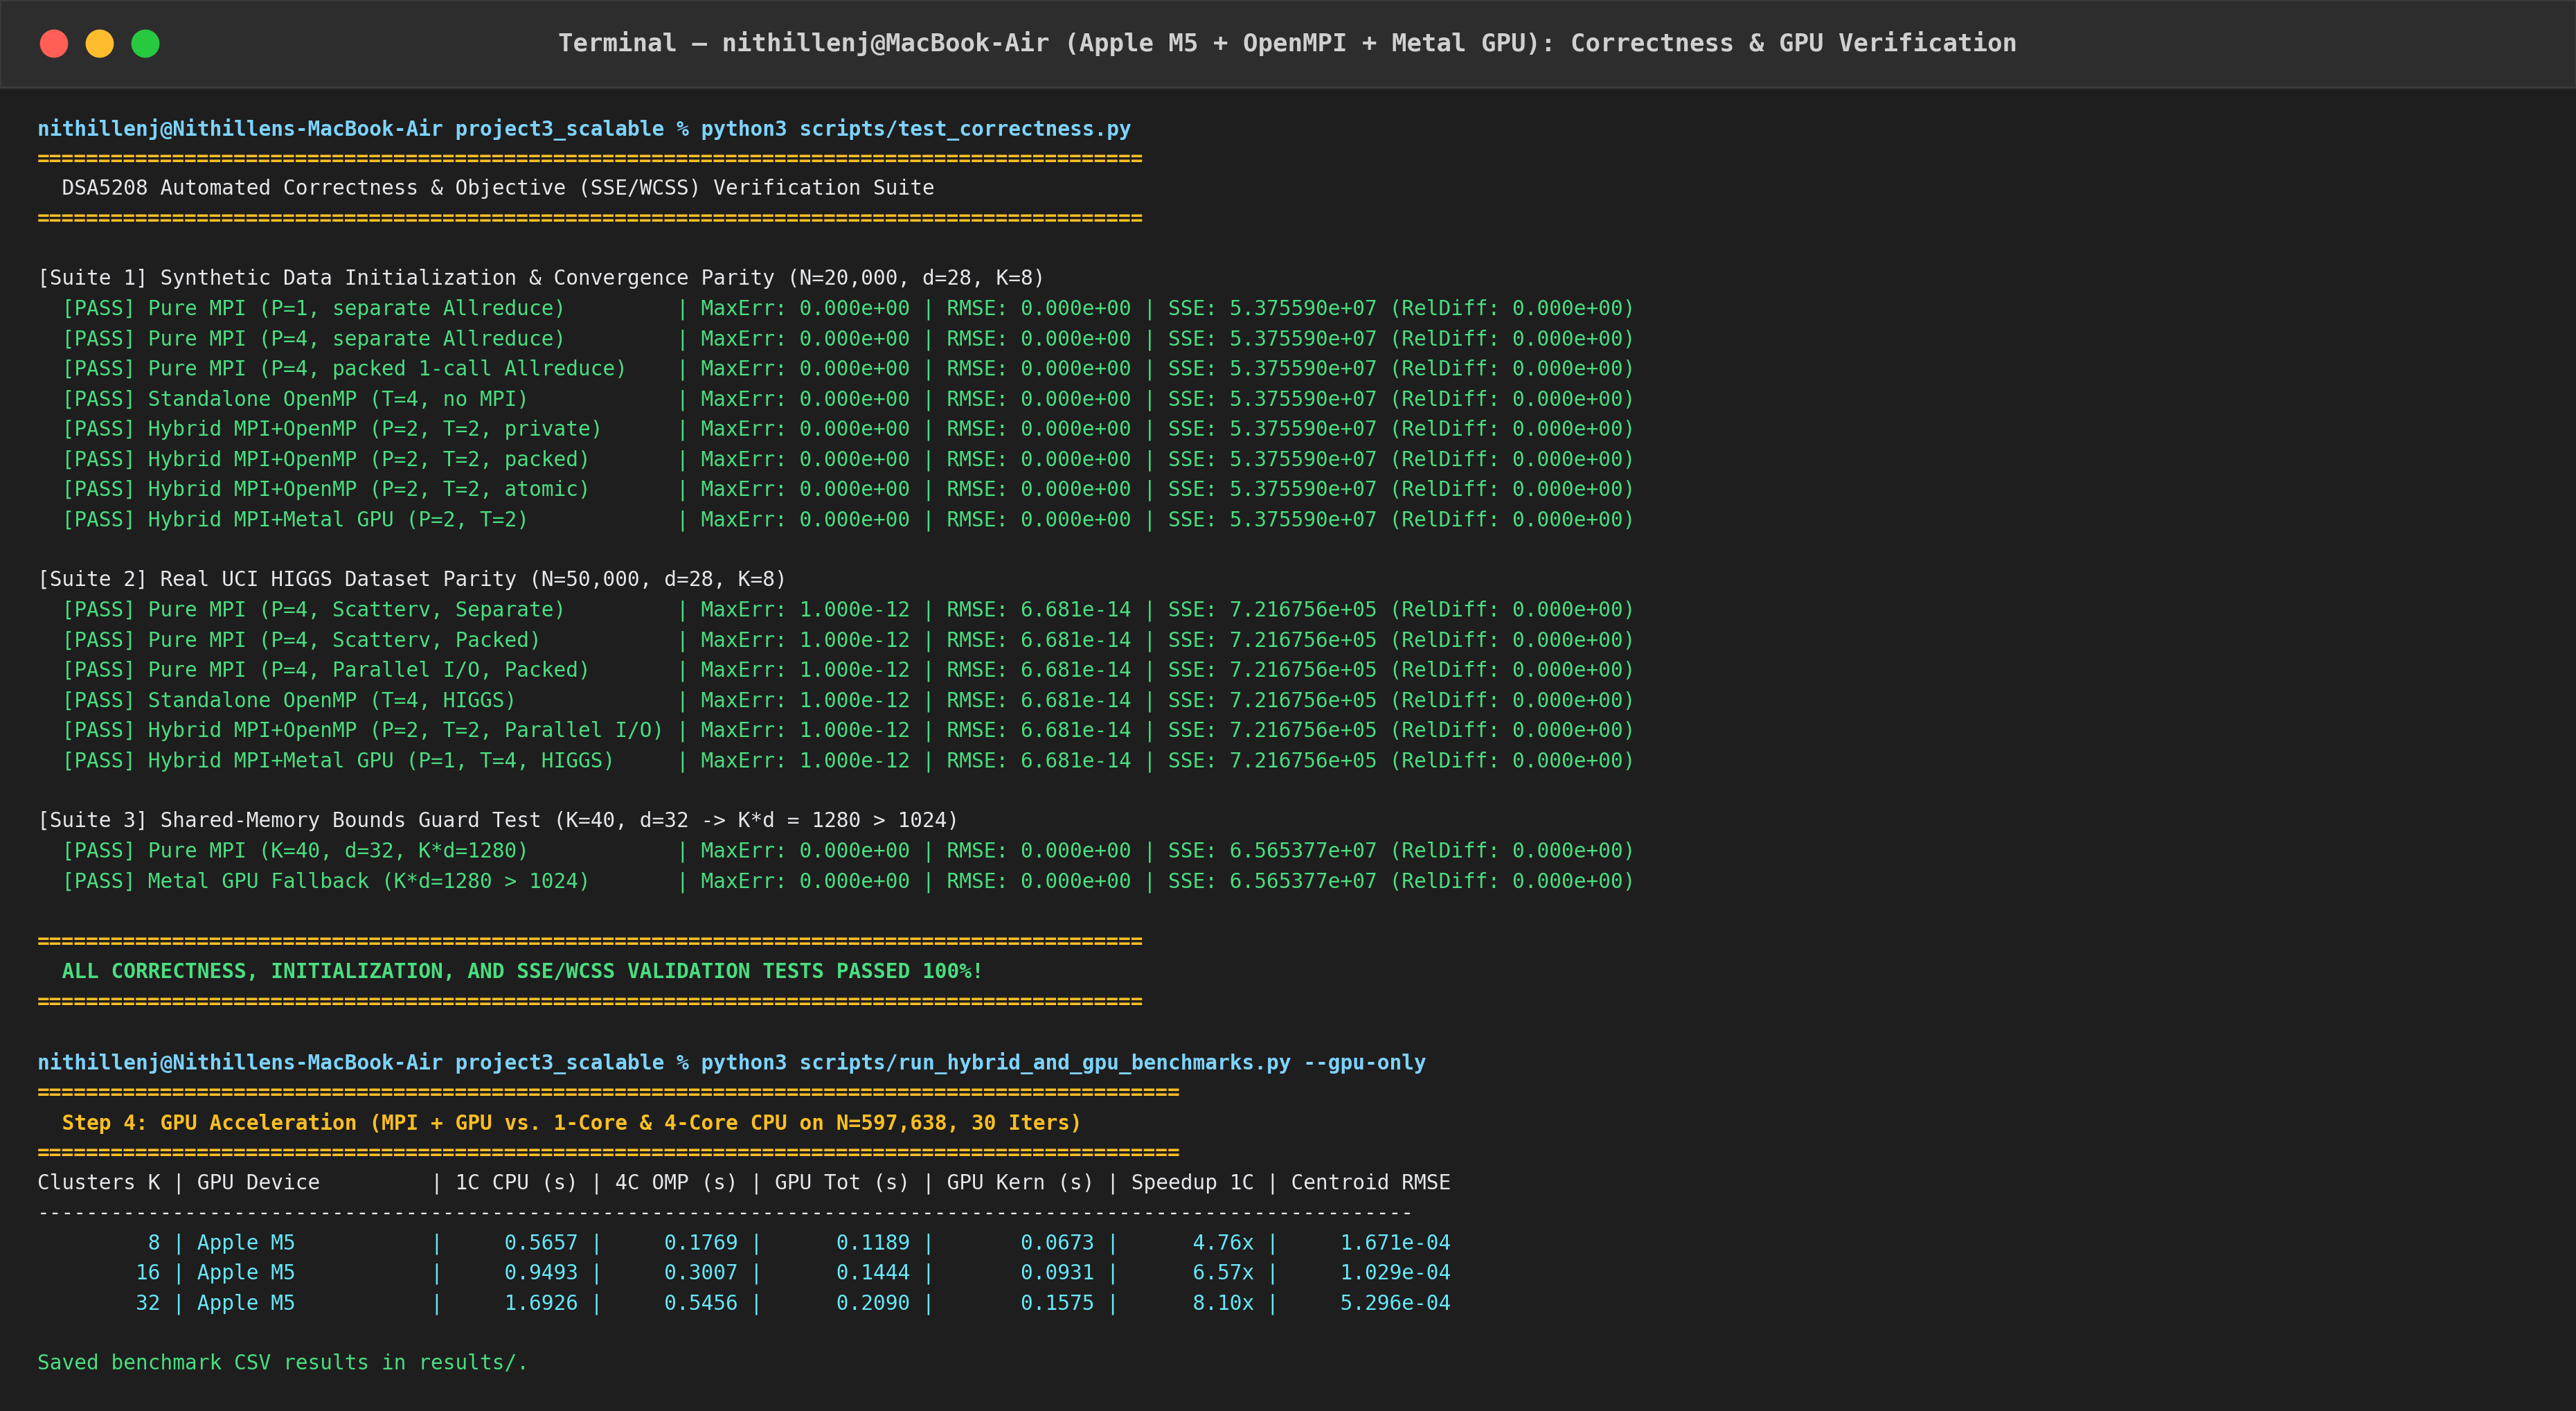 Terminal — nithillenj@MacBook-Air (Apple M5 + OpenMPI + Metal GPU): Correctness & GPU Verification
nithillenj@Nithillens-MacBook-Air project3_scalable % python3 scripts/test_correctness.py
==========================================================================================
  DSA5208 Automated Correctness & Objective (SSE/WCSS) Verification Suite
==========================================================================================
[Suite 1] Synthetic Data Initialization & Convergence Parity (N=20,000, d=28, K=8)
  [PASS] Pure MPI (P=1, separate Allreduce)         | MaxErr: 0.000e+00 | RMSE: 0.000e+00 | SSE: 5.375590e+07 (RelDiff: 0.000e+00)
  [PASS] Pure MPI (P=4, separate Allreduce)         | MaxErr: 0.000e+00 | RMSE: 0.000e+00 | SSE: 5.375590e+07 (RelDiff: 0.000e+00)
  [PASS] Pure MPI (P=4, packed 1-call Allreduce)    | MaxErr: 0.000e+00 | RMSE: 0.000e+00 | SSE: 5.375590e+07 (RelDiff: 0.000e+00)
  [PASS] Standalone OpenMP (T=4, no MPI)            | MaxErr: 0.000e+00 | RMSE: 0.000e+00 | SSE: 5.375590e+07 (RelDiff: 0.000e+00)
  [PASS] Hybrid MPI+OpenMP (P=2, T=2, private)      | MaxErr: 0.000e+00 | RMSE: 0.000e+00 | SSE: 5.375590e+07 (RelDiff: 0.000e+00)
  [PASS] Hybrid MPI+OpenMP (P=2, T=2, packed)       | MaxErr: 0.000e+00 | RMSE: 0.000e+00 | SSE: 5.375590e+07 (RelDiff: 0.000e+00)
  [PASS] Hybrid MPI+OpenMP (P=2, T=2, atomic)       | MaxErr: 0.000e+00 | RMSE: 0.000e+00 | SSE: 5.375590e+07 (RelDiff: 0.000e+00)
  [PASS] Hybrid MPI+Metal GPU (P=2, T=2)            | MaxErr: 0.000e+00 | RMSE: 0.000e+00 | SSE: 5.375590e+07 (RelDiff: 0.000e+00)
[Suite 2] Real UCI HIGGS Dataset Parity (N=50,000, d=28, K=8)
  [PASS] Pure MPI (P=4, Scatterv, Separate)         | MaxErr: 1.000e-12 | RMSE: 6.681e-14 | SSE: 7.216756e+05 (RelDiff: 0.000e+00)
  [PASS] Pure MPI (P=4, Scatterv, Packed)           | MaxErr: 1.000e-12 | RMSE: 6.681e-14 | SSE: 7.216756e+05 (RelDiff: 0.000e+00)
  [PASS] Pure MPI (P=4, Parallel I/O, Packed)       | MaxErr: 1.000e-12 | RMSE: 6.681e-14 | SSE: 7.216756e+05 (RelDiff: 0.000e+00)
  [PASS] Standalone OpenMP (T=4, HIGGS)             | MaxErr: 1.000e-12 | RMSE: 6.681e-14 | SSE: 7.216756e+05 (RelDiff: 0.000e+00)
  [PASS] Hybrid MPI+OpenMP (P=2, T=2, Parallel I/O) | MaxErr: 1.000e-12 | RMSE: 6.681e-14 | SSE: 7.216756e+05 (RelDiff: 0.000e+00)
  [PASS] Hybrid MPI+Metal GPU (P=1, T=4, HIGGS)     | MaxErr: 1.000e-12 | RMSE: 6.681e-14 | SSE: 7.216756e+05 (RelDiff: 0.000e+00)
[Suite 3] Shared-Memory Bounds Guard Test (K=40, d=32 -> K*d = 1280 > 1024)
  [PASS] Pure MPI (K=40, d=32, K*d=1280)            | MaxErr: 0.000e+00 | RMSE: 0.000e+00 | SSE: 6.565377e+07 (RelDiff: 0.000e+00)
  [PASS] Metal GPU Fallback (K*d=1280 > 1024)       | MaxErr: 0.000e+00 | RMSE: 0.000e+00 | SSE: 6.565377e+07 (RelDiff: 0.000e+00)
==========================================================================================
  ALL CORRECTNESS, INITIALIZATION, AND SSE/WCSS VALIDATION TESTS PASSED 100%!
==========================================================================================
nithillenj@Nithillens-MacBook-Air project3_scalable % python3 scripts/run_hybrid_and_gpu_benchmarks.py --gpu-only
=============================================================================================
  Step 4: GPU Acceleration (MPI + GPU vs. 1-Core & 4-Core CPU on N=597,638, 30 Iters)
=============================================================================================
Clusters K | GPU Device         | 1C CPU (s) | 4C OMP (s) | GPU Tot (s) | GPU Kern (s) | Speedup 1C | Centroid RMSE
----------------------------------------------------------------------------------------------------------------
         8 | Apple M5           |     0.5657 |     0.1769 |      0.1189 |       0.0673 |      4.76x |     1.671e-04
        16 | Apple M5           |     0.9493 |     0.3007 |      0.1444 |       0.0931 |      6.57x |     1.029e-04
        32 | Apple M5           |     1.6926 |     0.5456 |      0.2090 |       0.1575 |      8.10x |     5.296e-04
Saved benchmark CSV results in results/.